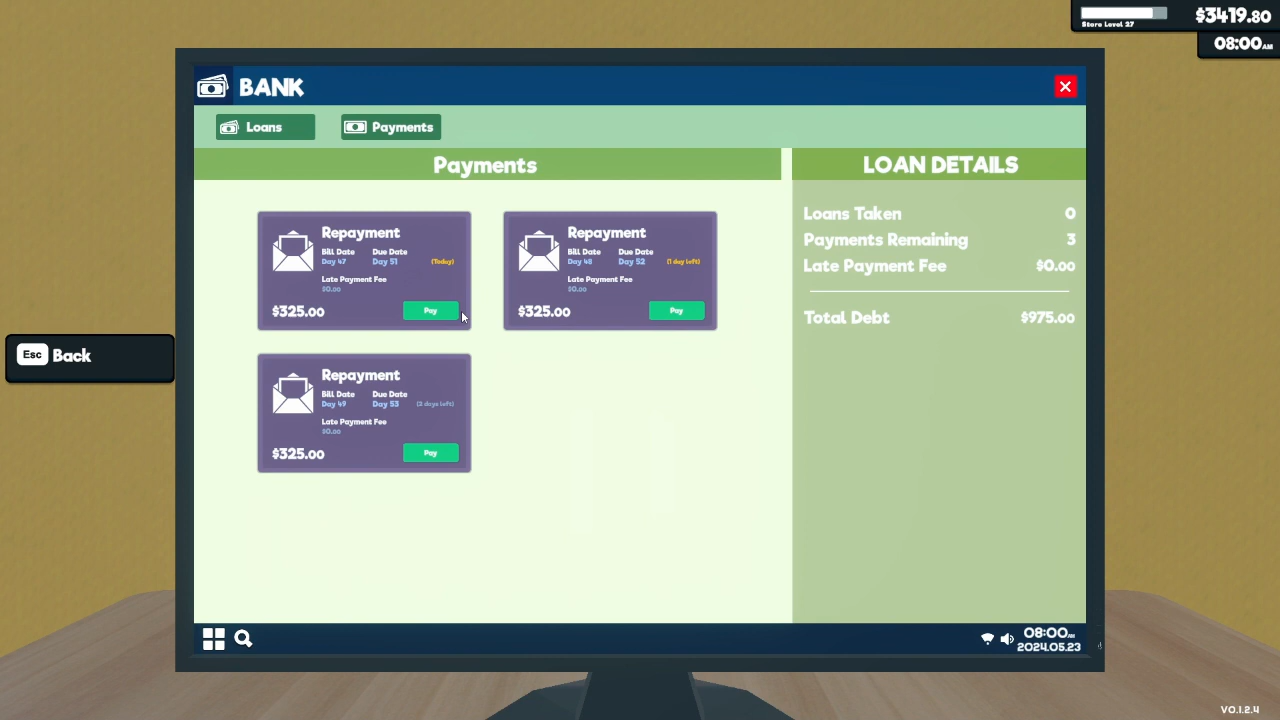 $3419.80
Store Level 27
08:00AM
BANK
Loans
Payments
Payments
LOAN DETAILS
Repayment
Bill Date Due Date
Day 47 Day 51 (Today)
Late Payment Fee
$0.00
$325.00 Pay
Repayment
Bill Date Due Date
Day 48 Day 52 (1 day left)
Late Payment Fee
$0.00
$325.00 Pay
Repayment
Bill Date Due Date
Day 49 Day 53 (2 days left)
Late Payment Fee
$0.00
$325.00 Pay
Loans Taken 0
Payments Remaining 3
Late Payment Fee $0.00
Total Debt $975.00
Esc Back
08:00AM
2024.05.23
V0.1.2.4